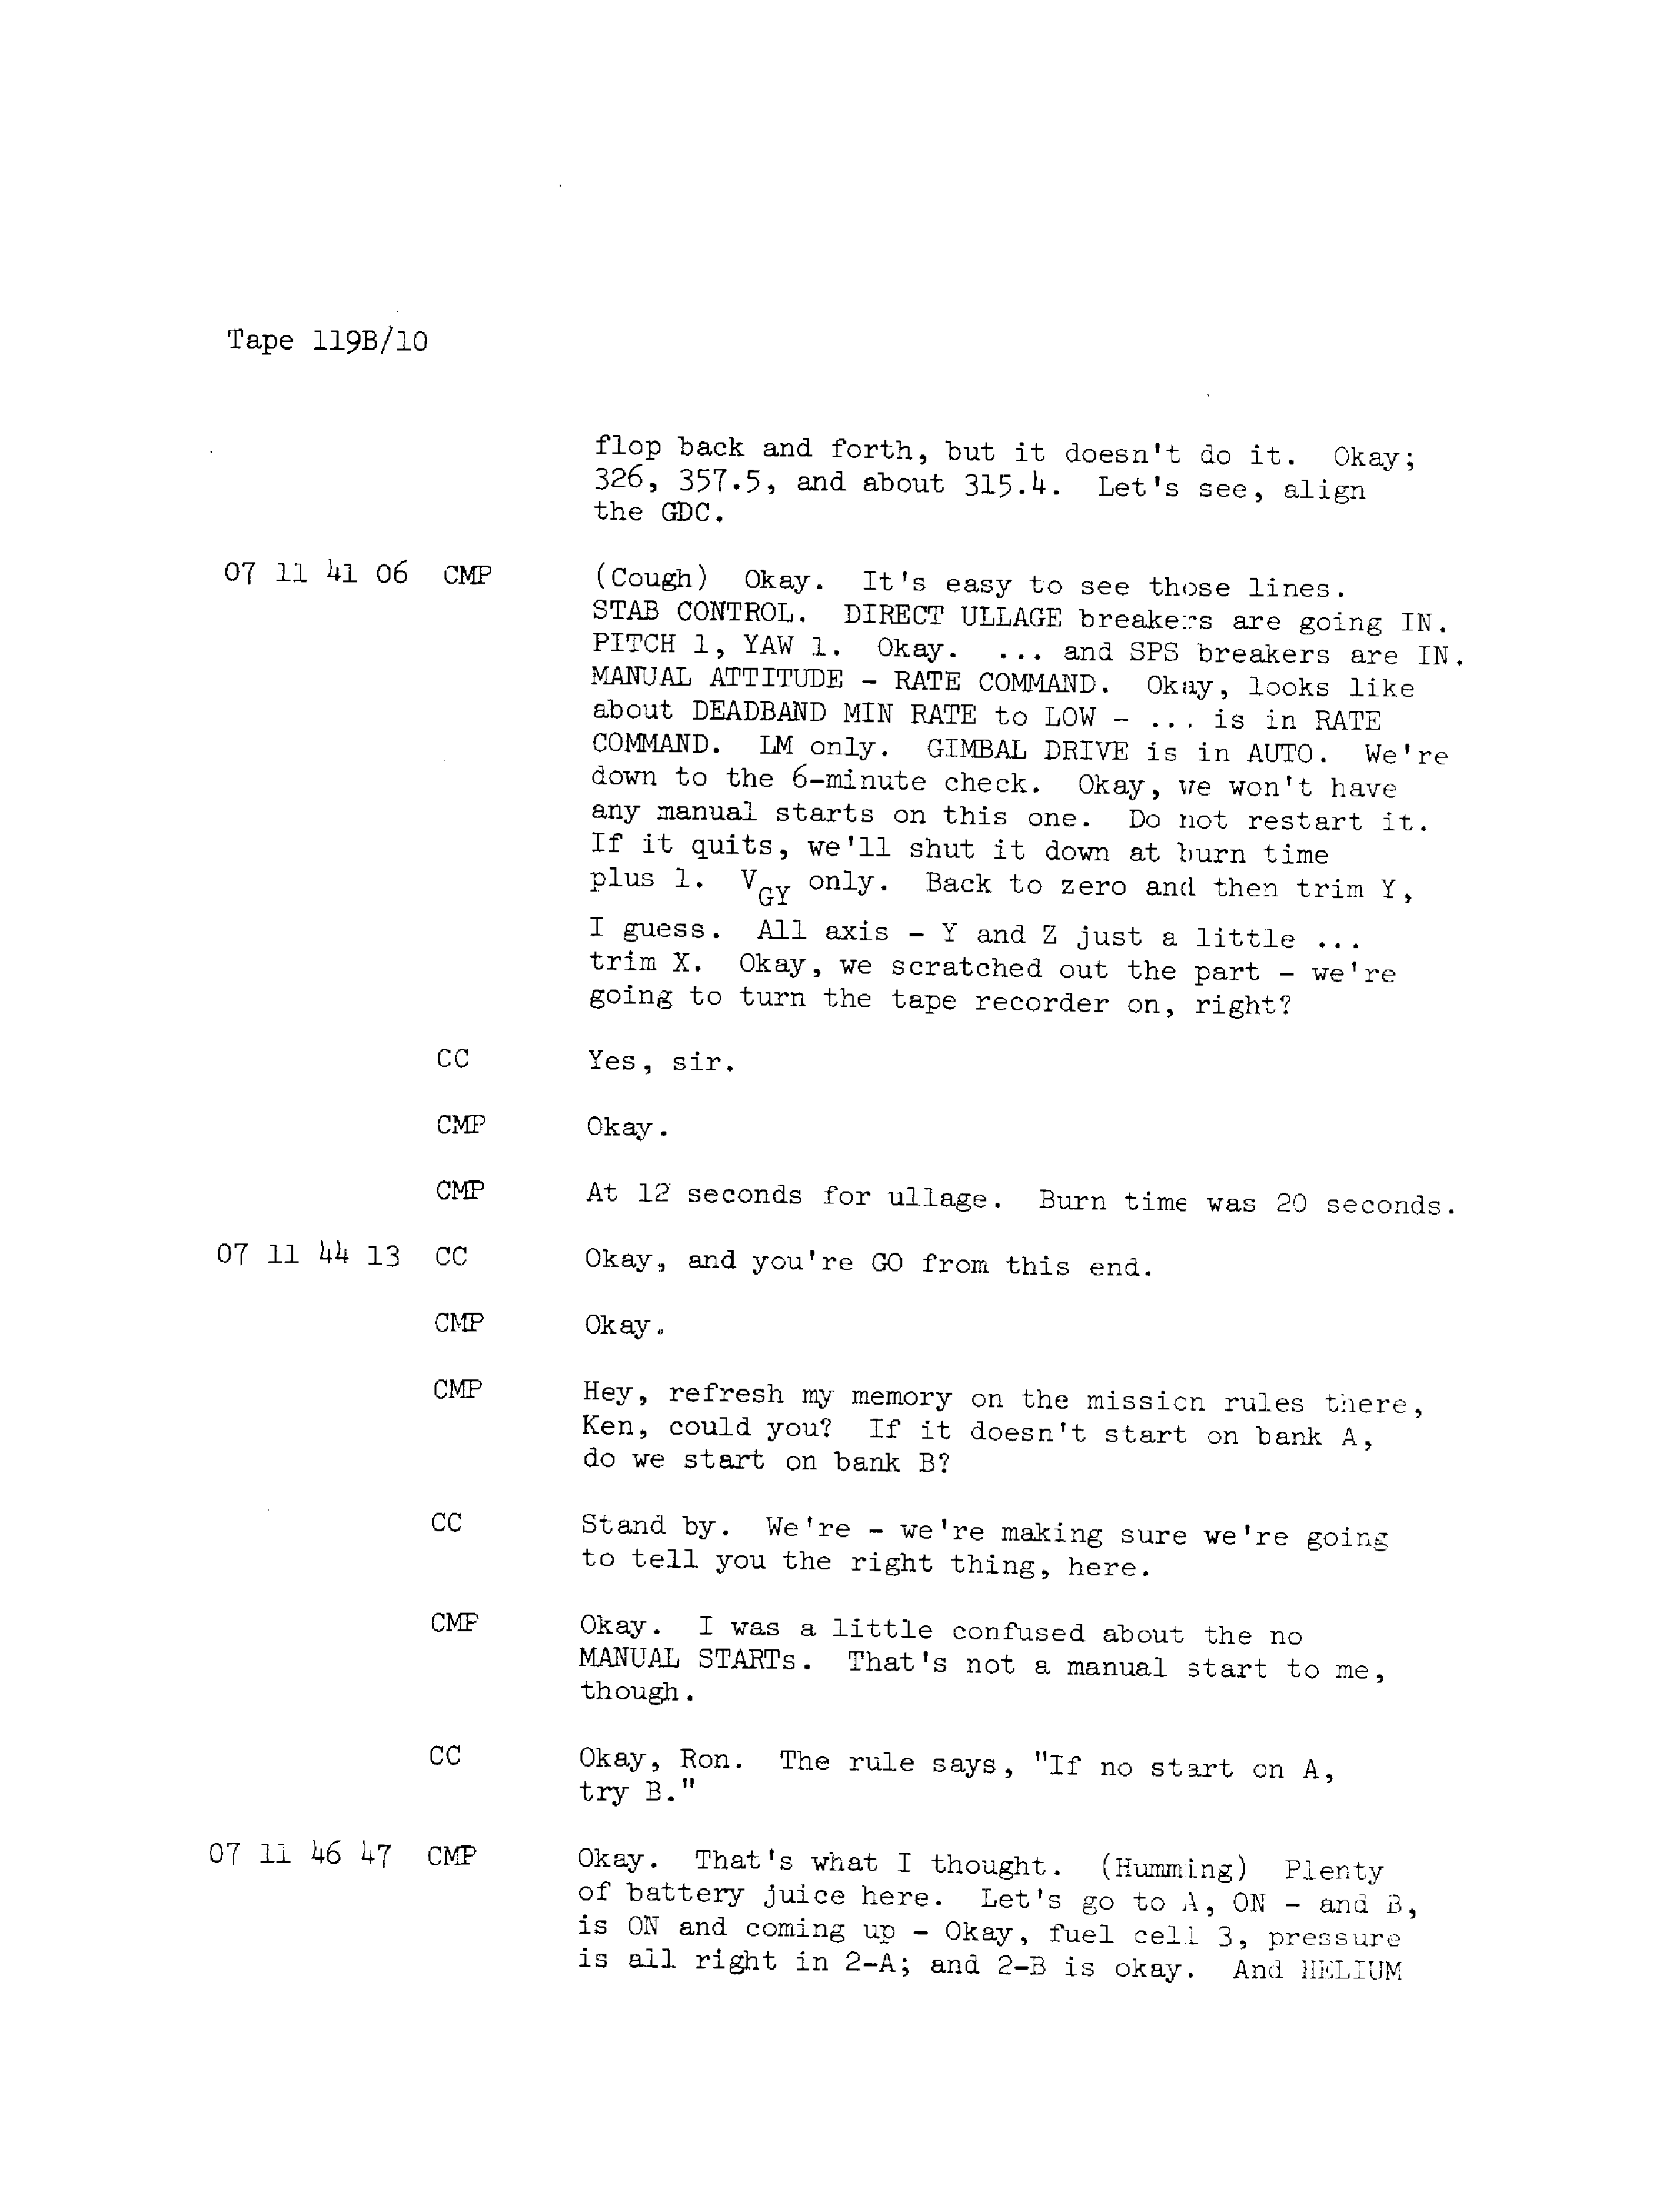 Tape 119B/10
flop back and forth, but it doesn't do it. Okay;
326, 357.5, and about 315.4. Let's see, align
the GDC.
07 11 41 06 CMP (Cough) Okay. It's easy to see those lines.
STAB CONTROL. DIRECT ULLAGE breakers are going IN.
PITCH 1, YAW 1. Okay. ... and SPS breakers are IN.
MANUAL ATTITUDE - RATE COMMAND. Okay, looks like
about DEADBAND MIN RATE to LOW - ... is in RATE
COMMAND. LM only. GIMBAL DRIVE is in AUTO. We're
down to the 6-minute check. Okay, we won't have
any manual starts on this one. Do not restart it.
If it quits, we'll shut it down at burn time
plus 1. VGY only. Back to zero and then trim Y,
I guess. All axis - Y and Z just a little ...
trim X. Okay, we scratched out the part - we're
going to turn the tape recorder on, right?
CC Yes, sir.
CMP Okay.
CMP At 12 seconds for ullage. Burn time was 20 seconds.
07 11 44 13 CC Okay, and you're GO from this end.
CMP Okay.
CMP Hey, refresh my memory on the mission rules there,
Ken, could you? If it doesn't start on bank A,
do we start on bank B?
CC Stand by. We're - we're making sure we're going
to tell you the right thing, here.
CMP Okay. I was a little confused about the no
MANUAL STARTs. That's not a manual start to me,
though.
CC Okay, Ron. The rule says, "If no start on A,
try B."
07 11 46 47 CMP Okay. That's what I thought. (Humming) Plenty
of battery juice here. Let's go to A, ON - and B,
is ON and coming up - Okay, fuel cell 3, pressure
is all right in 2-A; and 2-B is okay. And HELIUM